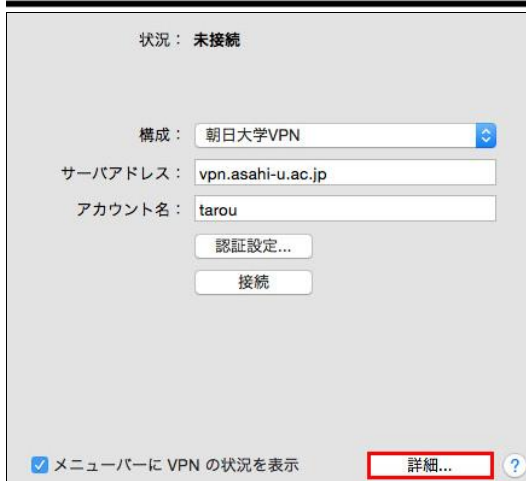 状況： 未接続
構成： 朝日大学VPN
サーバアドレス： vpn.asahi-u.ac.jp
アカウント名： tarou
認証設定...
接続
メニューバーに VPN の状況を表示 詳細... ?